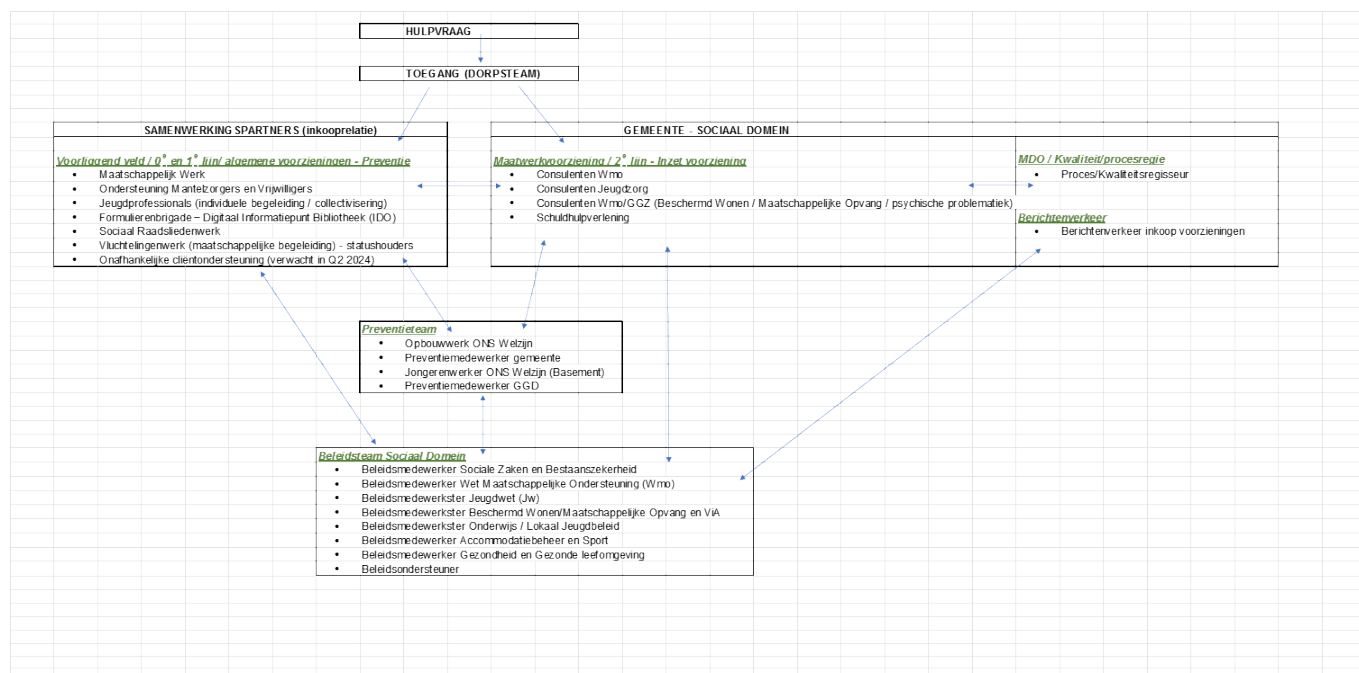 HULPVRAAG
TOEGANG (DORPSTEAM)
SAMENWERKINGSPARTNERS (inkooprelatie)
Voorliggend veld / 0e en 1e lijn/ algemene voorzieningen - Preventie
• Maatschappelijk Werk
• Ondersteuning Mantelzorgers en Vrijwilligers
• Jeugdprofessionals (individuele begeleiding / collectivisering)
• Formulierenbrigade – Digitaal Informatiepunt Bibliotheek (IDO)
• Sociaal Raadsliedenwerk
• Vluchtelingenwerk (maatschappelijke begeleiding) - statushouders
• Onafhankelijke cliëntondersteuning (verwacht in Q2 2024)
GEMEENTE - SOCIAAL DOMEIN
Maatwerkvoorziening / 2e lijn - Inzet voorziening
• Consulenten Wmo
• Consulenten Jeugdzorg
• Consulenten Wmo/GGZ (Beschermd Wonen / Maatschappelijke Opvang / psychische problematiek)
• Schuldhulpverlening
MDO / Kwaliteit/procesregie
• Proces/Kwaliteitsregisseur
Berichtenverkeer
• Berichtenverkeer inkoop voorzieningen
Preventieteam
• Opbouwwerk ONS Welzijn
• Preventiemedewerker gemeente
• Jongerenwerker ONS Welzijn (Basement)
• Preventiemedewerker GGD
Beleidsteam Sociaal Domein
• Beleidsmedewerker Sociale Zaken en Bestaanszekerheid
• Beleidsmedewerker Wet Maatschappelijke Ondersteuning (Wmo)
• Beleidsmedewerkster Jeugdwet (Jw)
• Beleidsmedewerkster Beschermd Wonen/Maatschappelijke Opvang en ViA
• Beleidsmedewerkster Onderwijs / Lokaal Jeugdbeleid
• Beleidsmedewerker Accommodatiebeheer en Sport
• Beleidsmedewerker Gezondheid en Gezonde leefomgeving
• Beleidsondersteuner